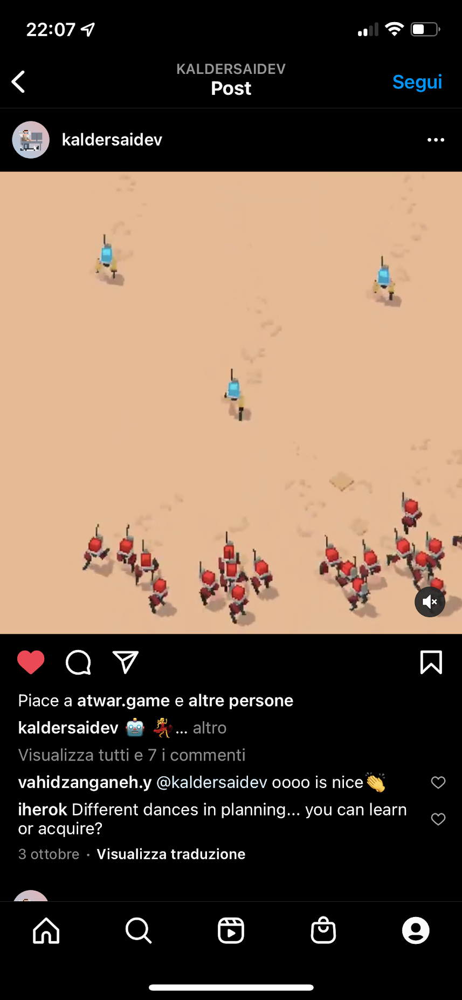 22:07
KALDERSAIDEV
Post
Segui
kaldersaidev
Piace a atwar.game e altre persone
kaldersaidev 🤖 💃... altro
Visualizza tutti e 7 i commenti
vahidzanganeh.y @kaldersaidev oooo is nice👏
iherok Different dances in planning... you can learn
or acquire?
3 ottobre · Visualizza traduzione